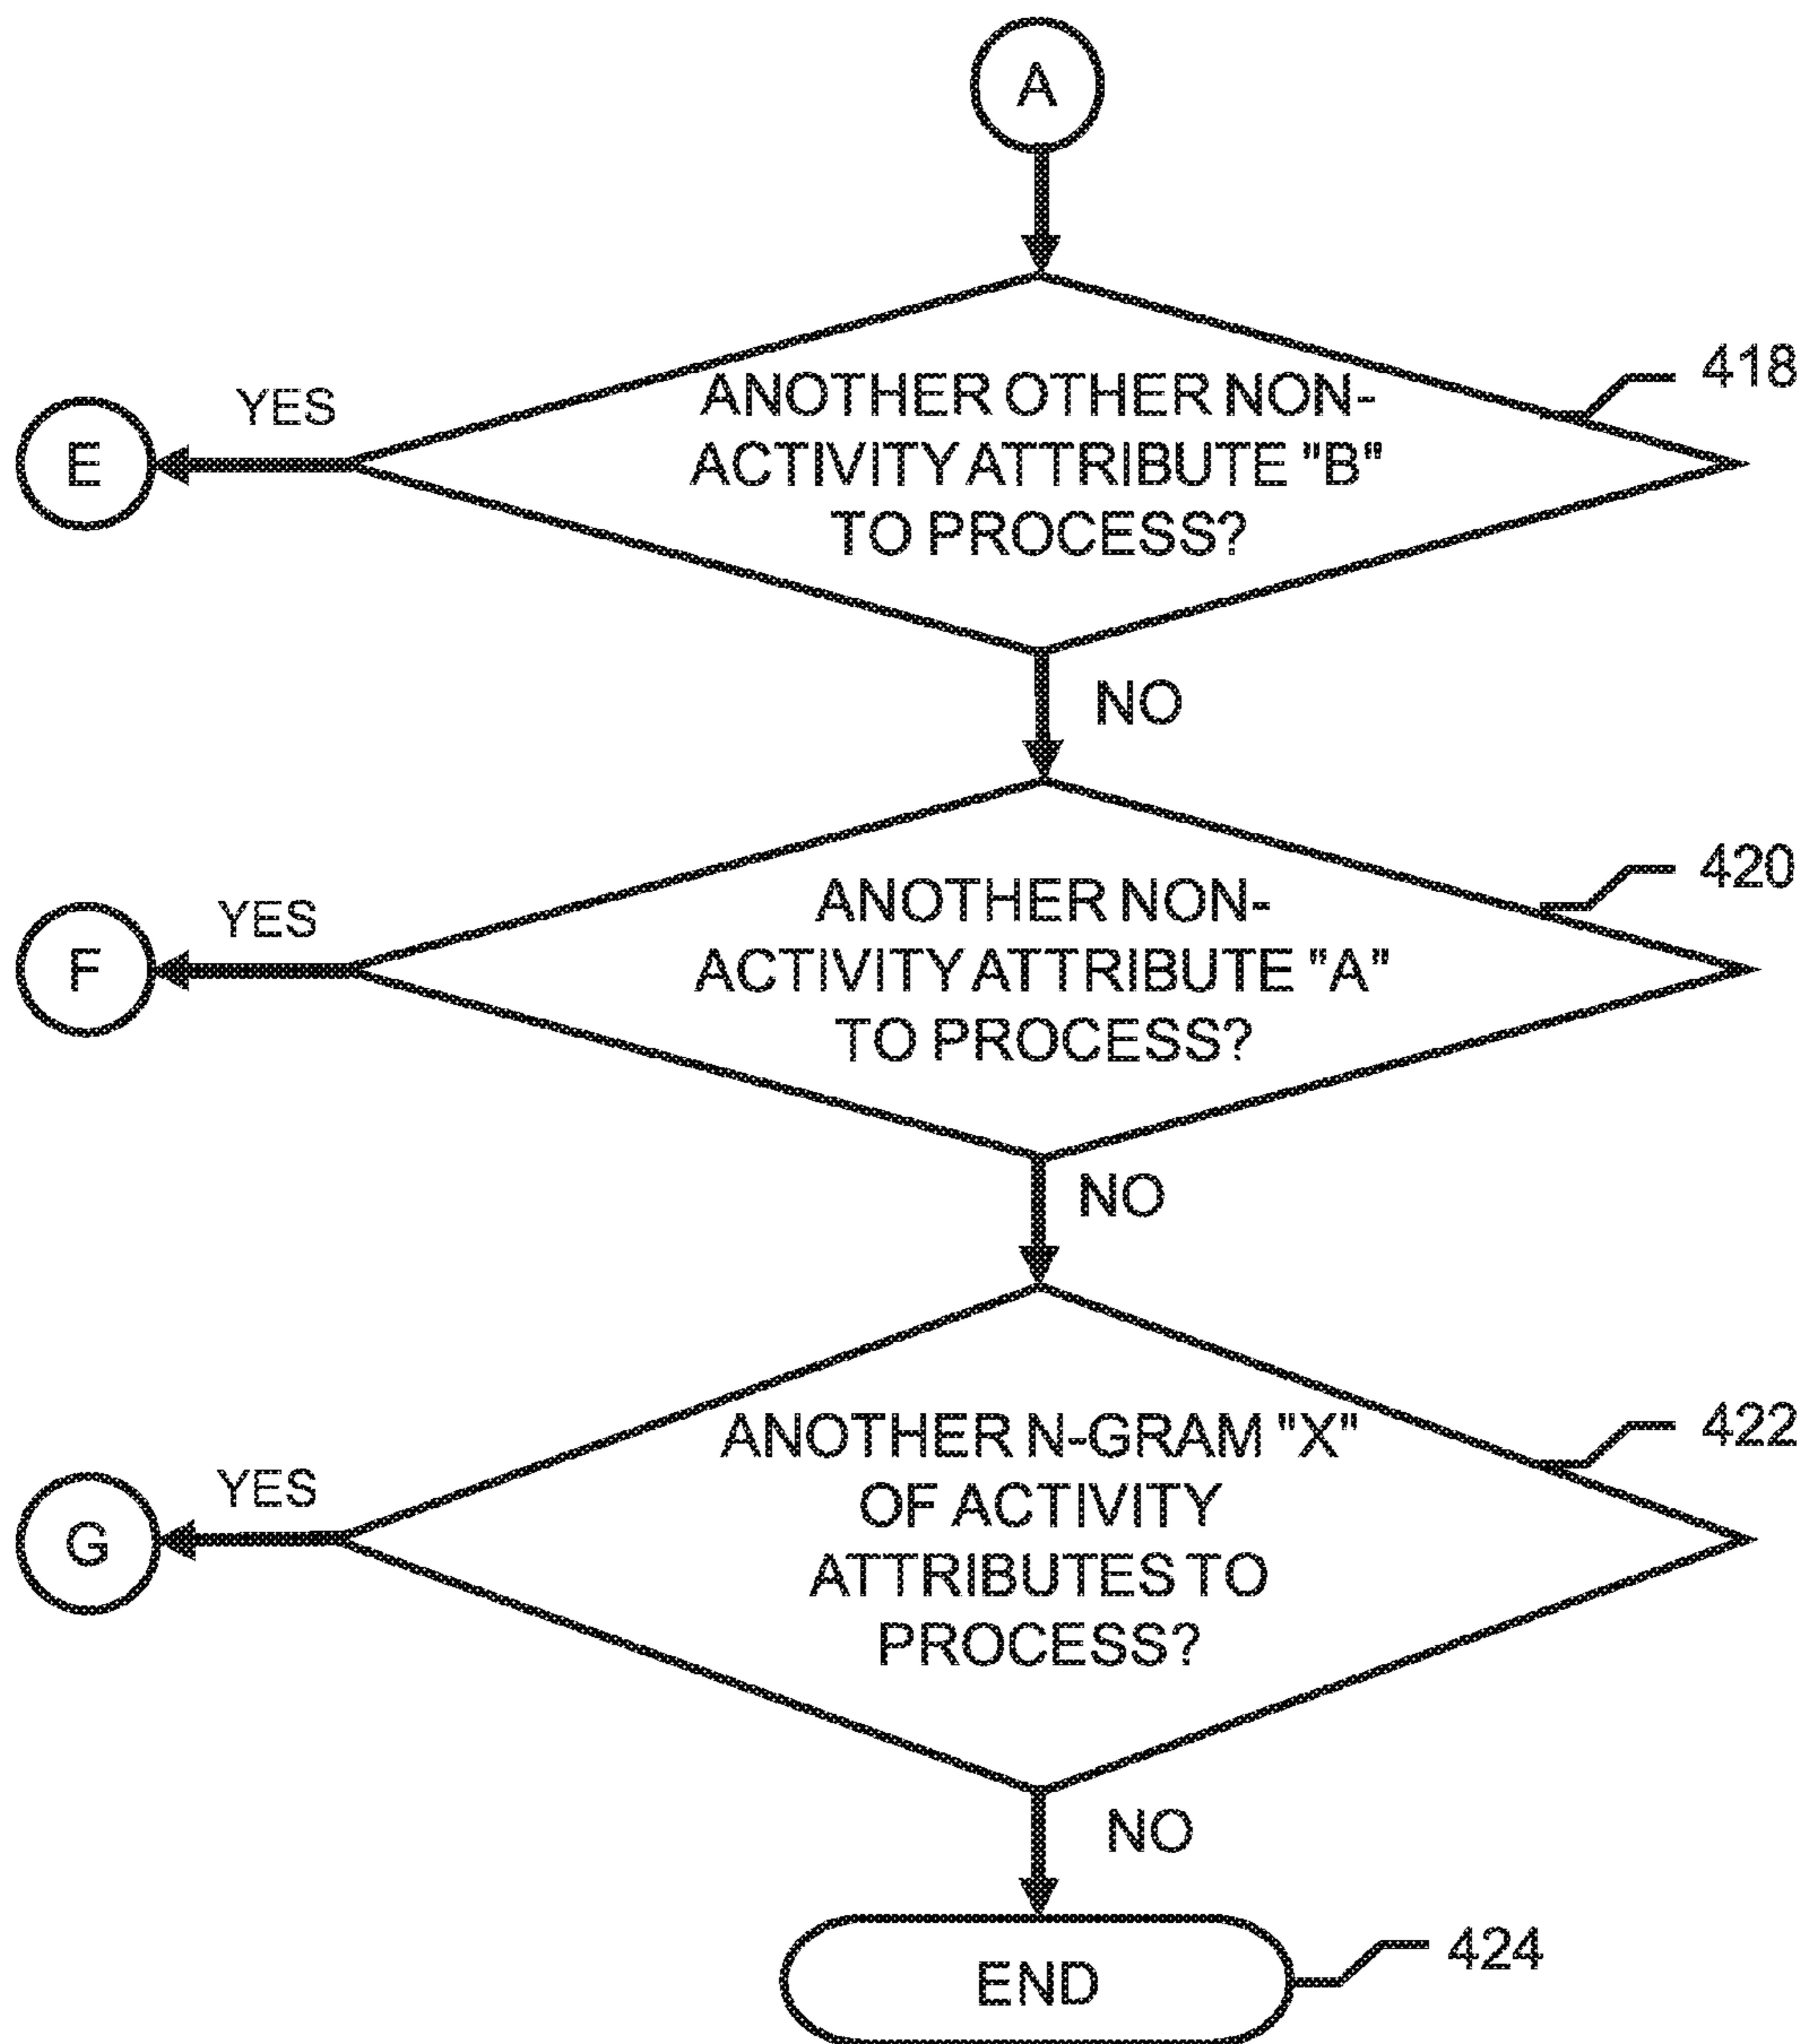 A
ANOTHER OTHER NON-
ACTIVITY ATTRIBUTE "B"
TO PROCESS?
418
YES
E
NO
ANOTHER NON-
ACTIVITY ATTRIBUTE "A"
TO PROCESS?
420
YES
F
NO
ANOTHER N-GRAM "X"
OF ACTIVITY
ATTRIBUTES TO
PROCESS?
422
YES
G
NO
END
424